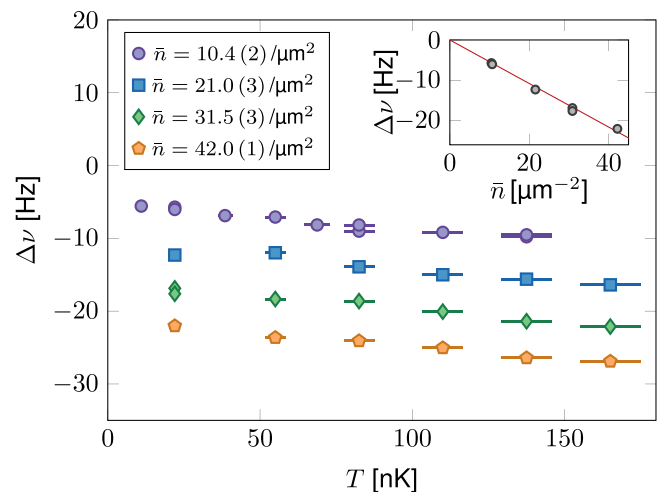 20
10
0
−10
−20
−30
Δν [Hz]
0
50
100
150
T [nK]
n̄ = 10.4 (2) /µm²
n̄ = 21.0 (3) /µm²
n̄ = 31.5 (3) /µm²
n̄ = 42.0 (1) /µm²
0
−10
−20
Δν [Hz]
0
20
40
n̄ [µm⁻²]